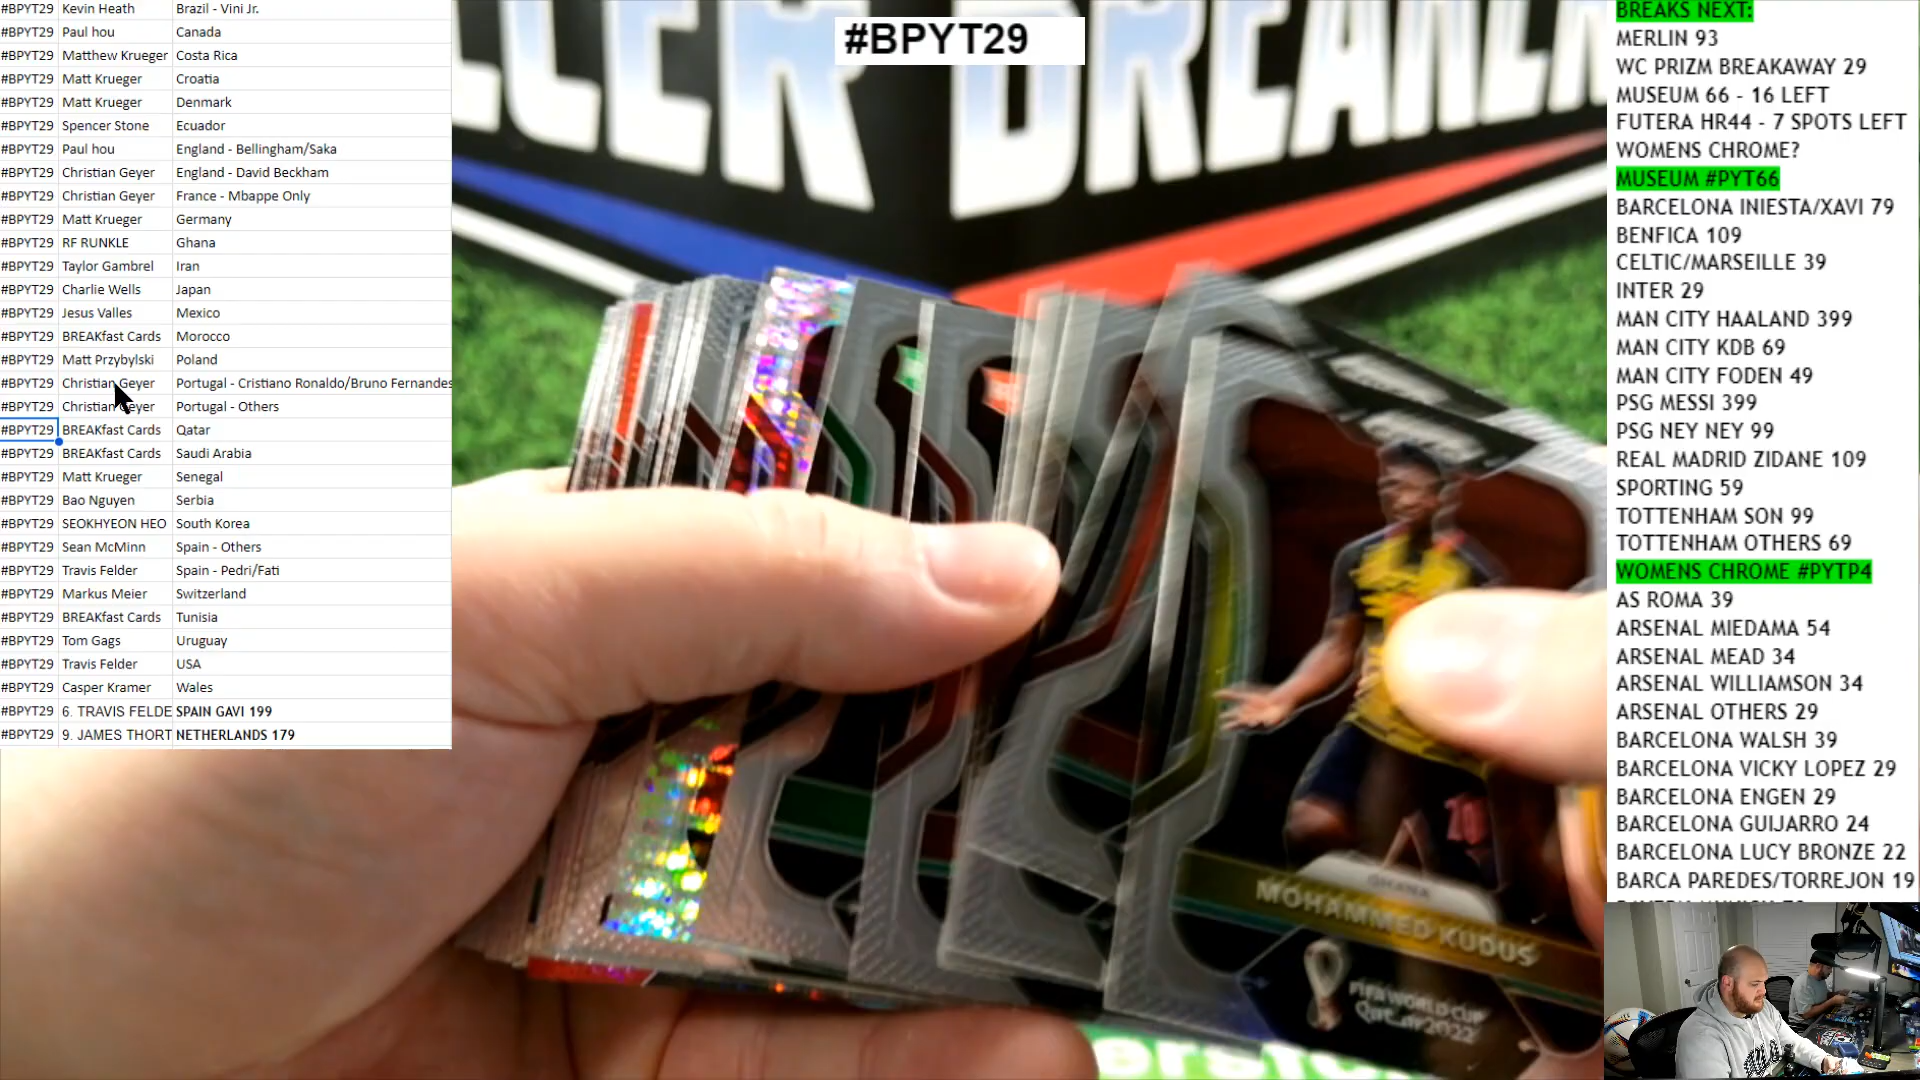 #BPYT29 Kevin Heath Brazil - Vini Jr.
#BPYT29 Paul hou Canada
#BPYT29 Matthew Krueger Costa Rica
#BPYT29 Matt Krueger Croatia
#BPYT29 Matt Krueger Denmark
#BPYT29 Spencer Stone Ecuador
#BPYT29 Paul hou England - Bellingham/Saka
#BPYT29 Christian Geyer England - David Beckham
#BPYT29 Christian Geyer France - Mbappe Only
#BPYT29 Matt Krueger Germany
#BPYT29 RF RUNKLE Ghana
#BPYT29 Taylor Gambrel Iran
#BPYT29 Charlie Wells Japan
#BPYT29 Jesus Valles Mexico
#BPYT29 BREAKfast Cards Morocco
#BPYT29 Matt Przybylski Poland
#BPYT29 Christian Geyer Portugal - Cristiano Ronaldo/Bruno Fernandes
#BPYT29 Christian Geyer Portugal - Others
#BPYT29 BREAKfast Cards Qatar
#BPYT29 BREAKfast Cards Saudi Arabia
#BPYT29 Matt Krueger Senegal
#BPYT29 Bao Nguyen Serbia
#BPYT29 SEOKHYEON HEO South Korea
#BPYT29 Sean McMinn Spain - Others
#BPYT29 Travis Felder Spain - Pedri/Fati
#BPYT29 Markus Meier Switzerland
#BPYT29 BREAKfast Cards Tunisia
#BPYT29 Tom Gags Uruguay
#BPYT29 Travis Felder USA
#BPYT29 Casper Kramer Wales
#BPYT29 6. TRAVIS FELDE SPAIN GAVI 199
#BPYT29 9. JAMES THORT NETHERLANDS 179
#BPYT29
GHANA
MOHAMMED KUDUS
FIFA WORLD CUP
Qatar2022
BREAKS NEXT:
MERLIN 93
WC PRIZM BREAKAWAY 29
MUSEUM 66 - 16 LEFT
FUTERA HR44 - 7 SPOTS LEFT
WOMENS CHROME?
MUSEUM #PYT66
BARCELONA INIESTA/XAVI 79
BENFICA 109
CELTIC/MARSEILLE 39
INTER 29
MAN CITY HAALAND 399
MAN CITY KDB 69
MAN CITY FODEN 49
PSG MESSI 399
PSG NEY NEY 99
REAL MADRID ZIDANE 109
SPORTING 59
TOTTENHAM SON 99
TOTTENHAM OTHERS 69
WOMENS CHROME #PYTP4
AS ROMA 39
ARSENAL MIEDAMA 54
ARSENAL MEAD 34
ARSENAL WILLIAMSON 34
ARSENAL OTHERS 29
BARCELONA WALSH 39
BARCELONA VICKY LOPEZ 29
BARCELONA ENGEN 29
BARCELONA GUIJARRO 24
BARCELONA LUCY BRONZE 22
BARCA PAREDES/TORREJON 19